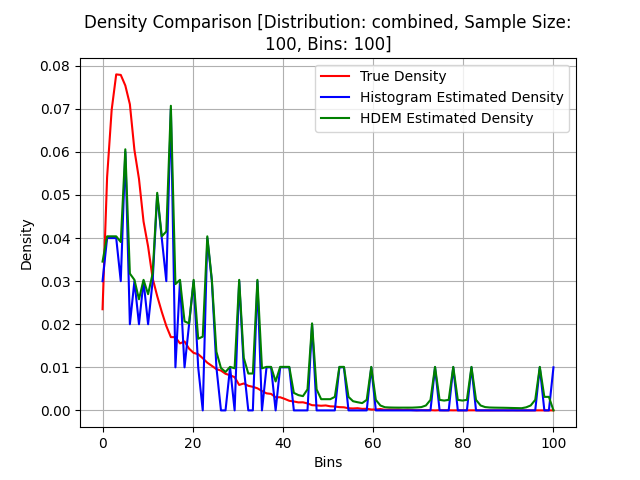 Density Comparison [Distribution: combined, Sample Size:
100, Bins: 100]
True Density
Histogram Estimated Density
HDEM Estimated Density
Density
0.08
0.07
0.06
0.05
0.04
0.03
0.02
0.01
0.00
0 20 40 60 80 100
Bins